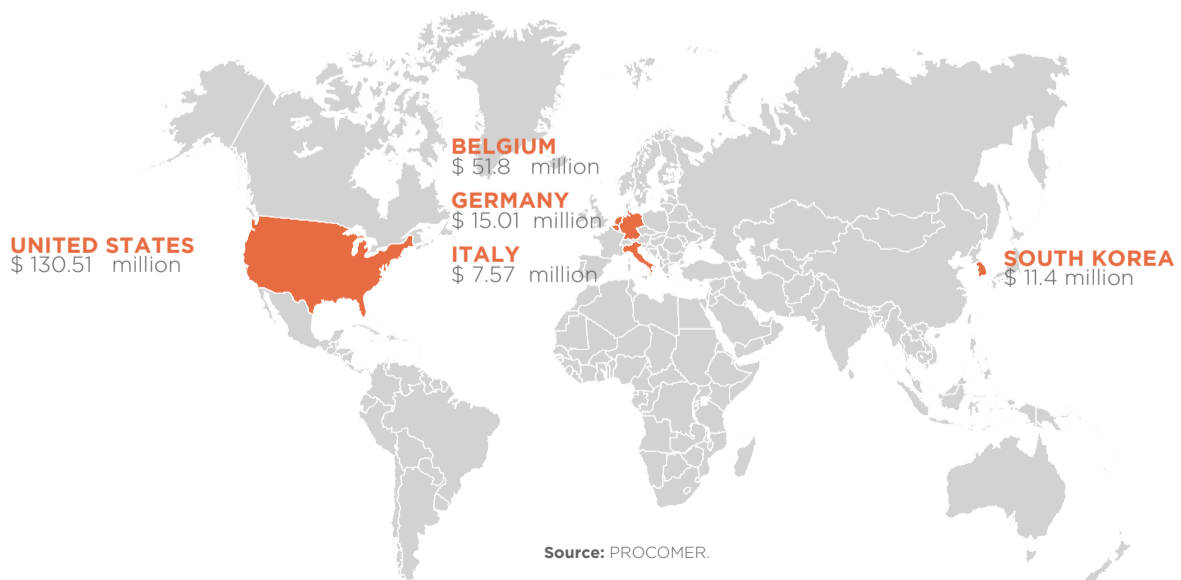 BELGIUM
$ 51.8 million
GERMANY
$ 15.01 million
ITALY
$ 7.57 million
UNITED STATES
$ 130.51 million
SOUTH KOREA
$ 11.4 million
Source: PROCOMER.